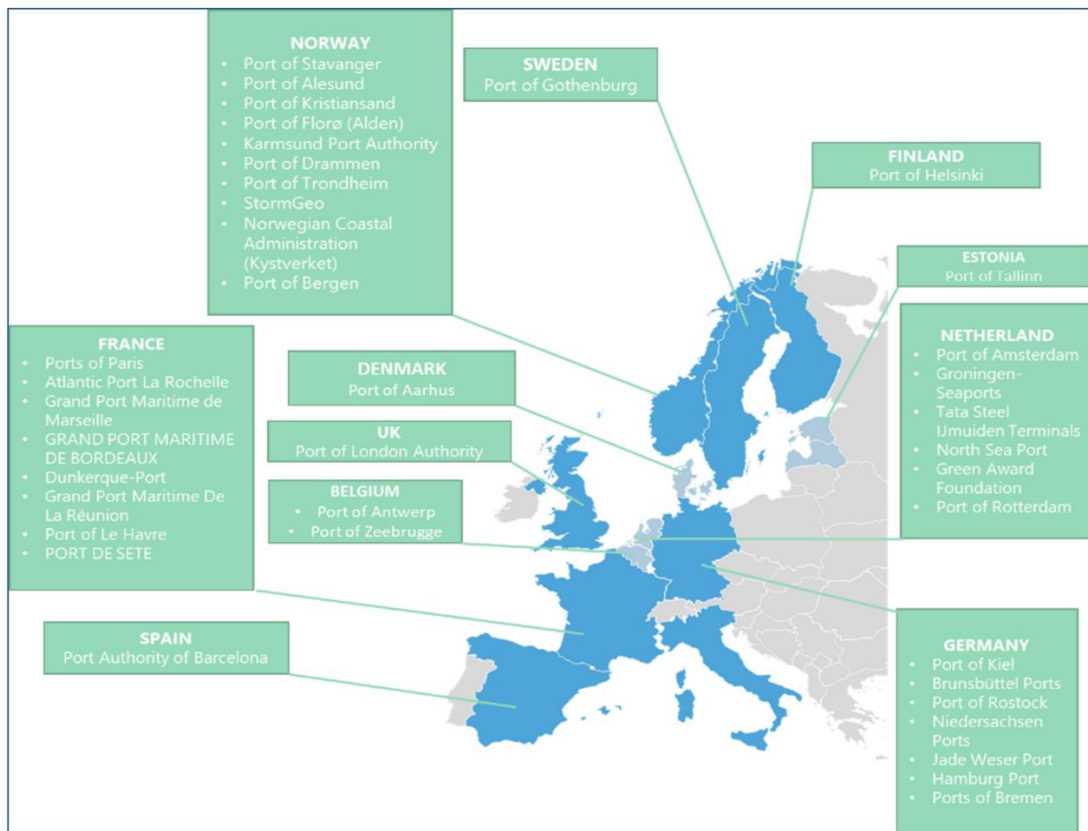 NORWAY
• Port of Stavanger
• Port of Alesund
• Port of Kristiansand
• Port of Florø (Alden)
• Karmsund Port Authority
• Port of Drammen
• Port of Trondheim
• StormGeo
• Norwegian Coastal
Administration
(Kystverket)
• Port of Bergen
SWEDEN
Port of Gothenburg
FINLAND
Port of Helsinki
ESTONIA
Port of Tallinn
NETHERLAND
• Port of Amsterdam
• Groningen-
Seaports
• Tata Steel
IJmuiden Terminals
• North Sea Port
• Green Award
Foundation
• Port of Rotterdam
FRANCE
• Ports of Paris
• Atlantic Port La Rochelle
• Grand Port Maritime de
Marseille
• GRAND PORT MARITIME
DE BORDEAUX
• Dunkerque-Port
• Grand Port Maritime De
La Réunion
• Port of Le Havre
• PORT DE SETE
DENMARK
Port of Aarhus
UK
Port of London Authority
BELGIUM
• Port of Antwerp
• Port of Zeebrugge
SPAIN
Port Authority of Barcelona
GERMANY
• Port of Kiel
• Brunsbüttel Ports
• Port of Rostock
• Niedersachsen
Ports
• Jade Weser Port
• Hamburg Port
• Ports of Bremen